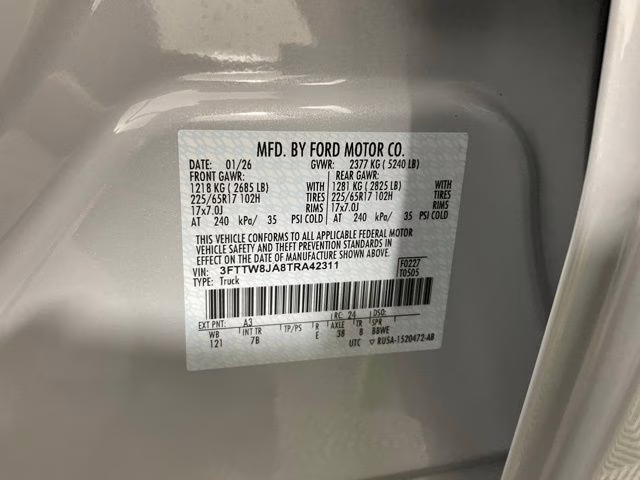 MFD. BY FORD MOTOR CO.
DATE: 01/26 GVWR: 2377 KG ( 5240 LB)
FRONT GAWR: REAR GAWR:
1218 KG ( 2685 LB) WITH 1281 KG ( 2825 LB) WITH
225/65R17 102H TIRES 225/65R17 102H TIRES
17x7.0J RIMS 17x7.0J RIMS
AT 240 kPa/ 35 PSI COLD AT 240 kPa/ 35 PSI COLD
THIS VEHICLE CONFORMS TO ALL APPLICABLE FEDERAL MOTOR
VEHICLE SAFETY AND THEFT PREVENTION STANDARDS IN
EFFECT ON THE DATE OF MANUFACTURE SHOWN ABOVE.
VIN: 3FTTW8JA8TRA42311 F0227
TYPE: Truck T0505
EXT PNT: A3 RC: 24 DSO:
WB INT TR TP/PS R AXLE TR SPR
121 7B E 38 8 BBWE
UTC ▽ RUSA-1520472-AB